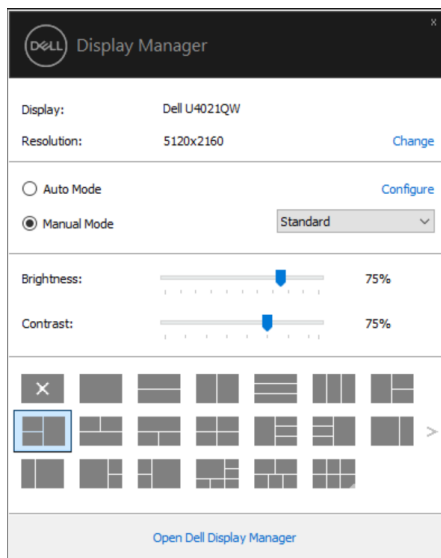 x
DELL Display Manager
Display: Dell U4021QW
Resolution: 5120x2160 Change
Auto Mode Configure
Manual Mode Standard
Brightness: 75%
Contrast: 75%
Open Dell Display Manager